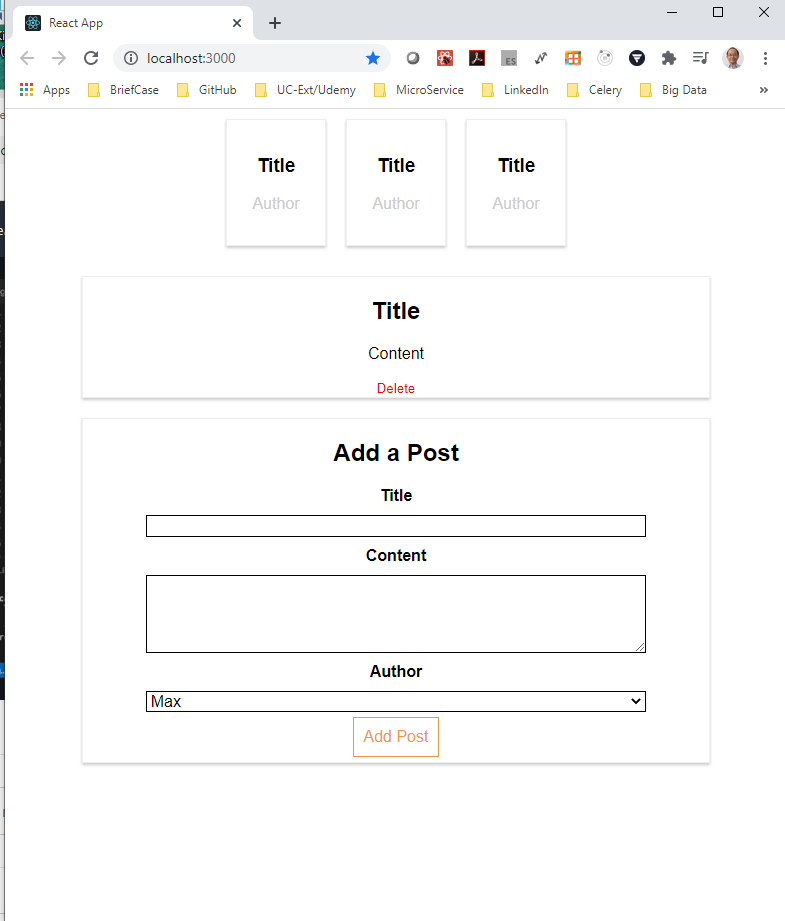 React App
localhost:3000
ES
Apps BriefCase GitHub UC-Ext/Udemy MicroService LinkedIn Celery Big Data »
Title Title Title
Author Author Author
Title
Content
Delete
Add a Post
Title
Content
Author
Max
Add Post